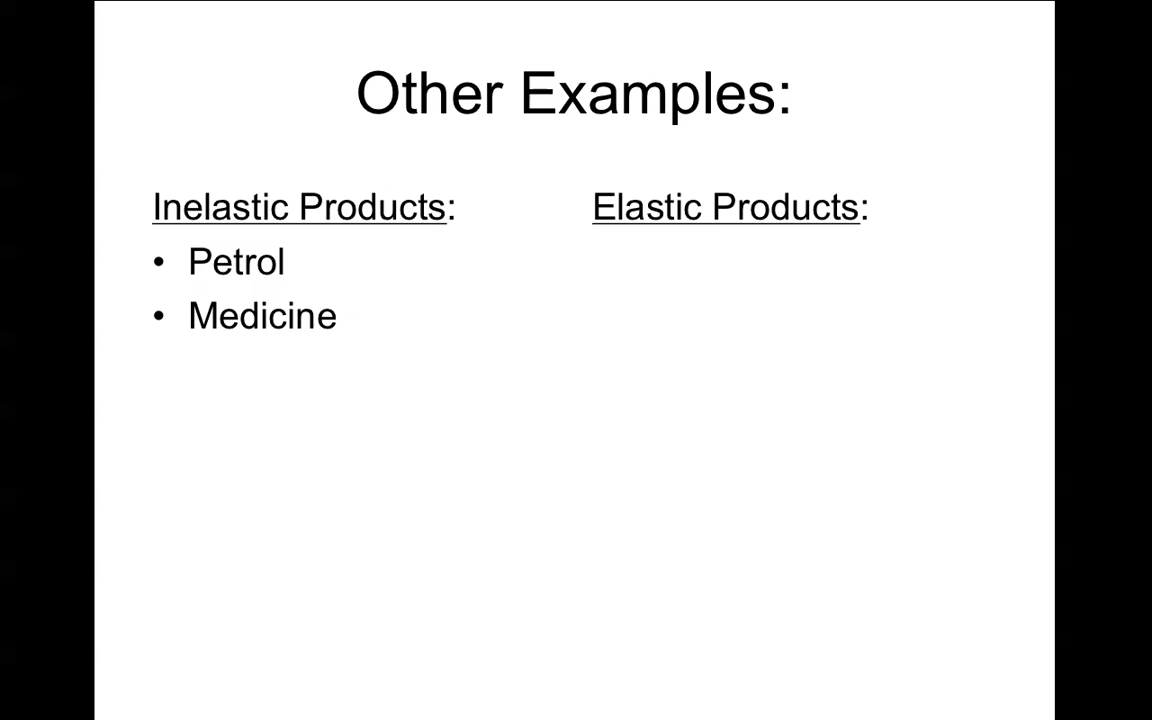 Other Examples:
Inelastic Products:
• Petrol
• Medicine
Elastic Products: